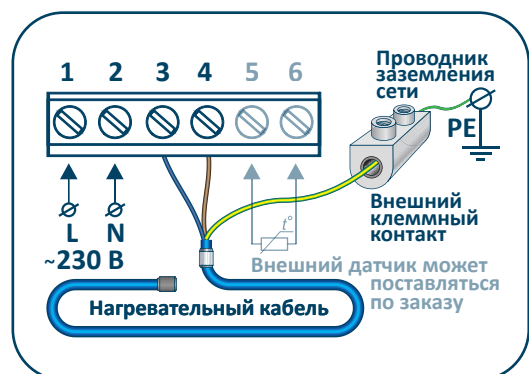 1 2 3 4 5 6
Проводник
заземления
сети
PE
Внешний
клеммный
контакт
L N
~230 В
t°
Внешний датчик может
поставляться
по заказу
Нагревательный кабель